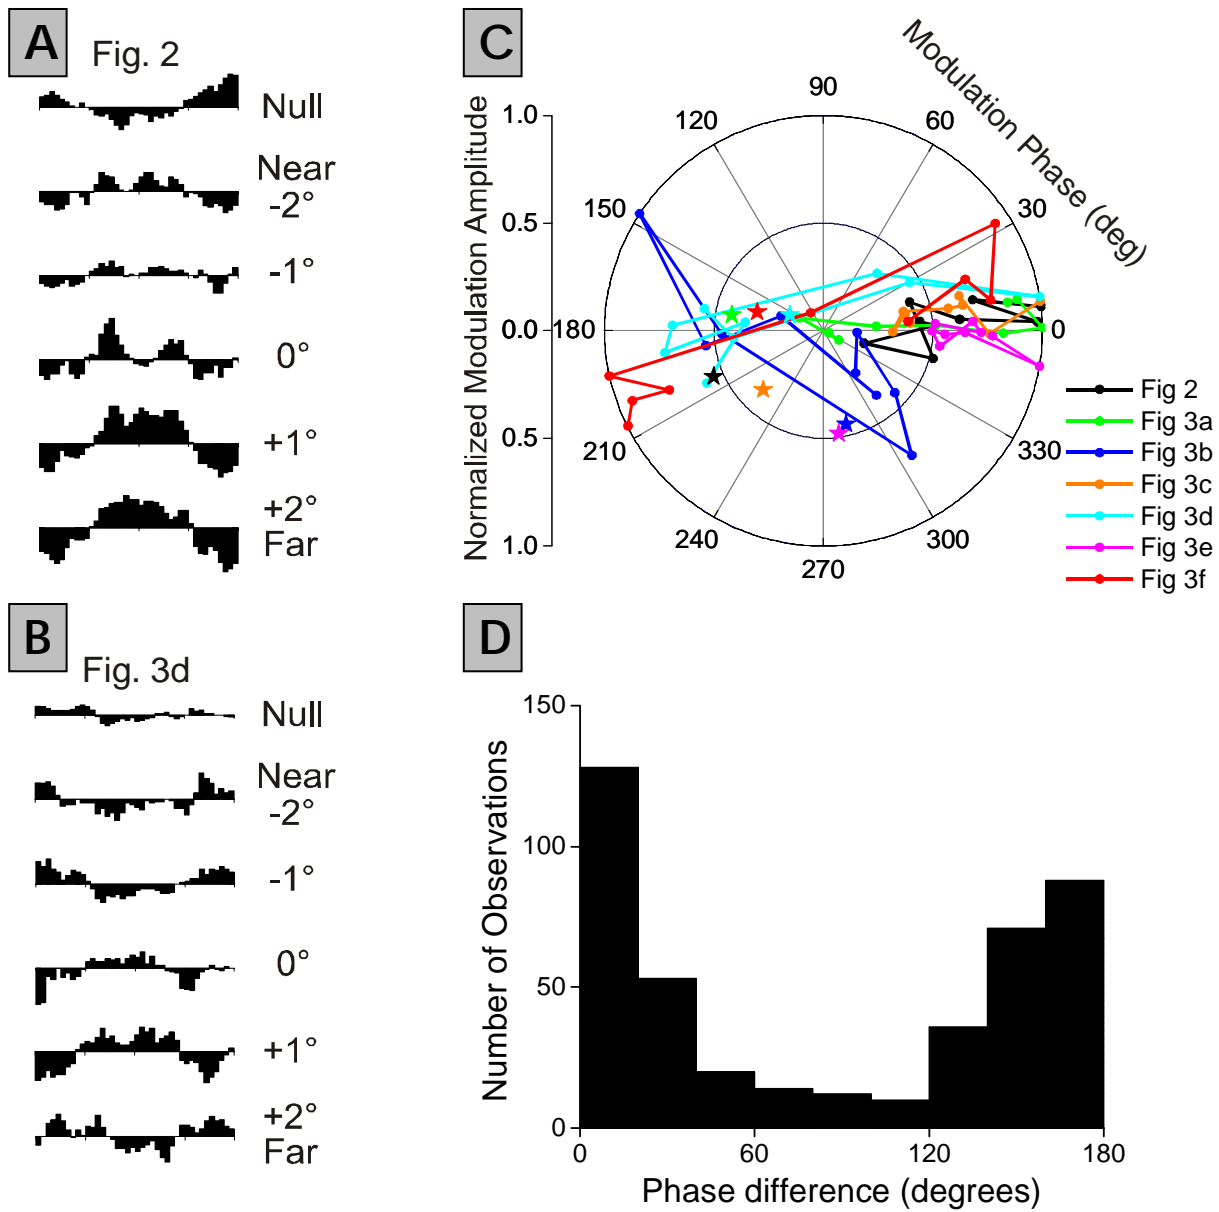 A
Fig. 2
Null
Near
-2°
-1°
0°
+1°
+2°
Far
B
Fig. 3d
Null
Near
-2°
-1°
0°
+1°
+2°
Far
C
Normalized Modulation Amplitude
1.0
0.5
0.0
0.5
1.0
Modulation Phase (deg)
90
60
30
0
330
300
270
240
210
180
150
120
Fig 2
Fig 3a
Fig 3b
Fig 3c
Fig 3d
Fig 3e
Fig 3f
D
Number of Observations
150
100
50
0
0
60
120
180
Phase difference (degrees)